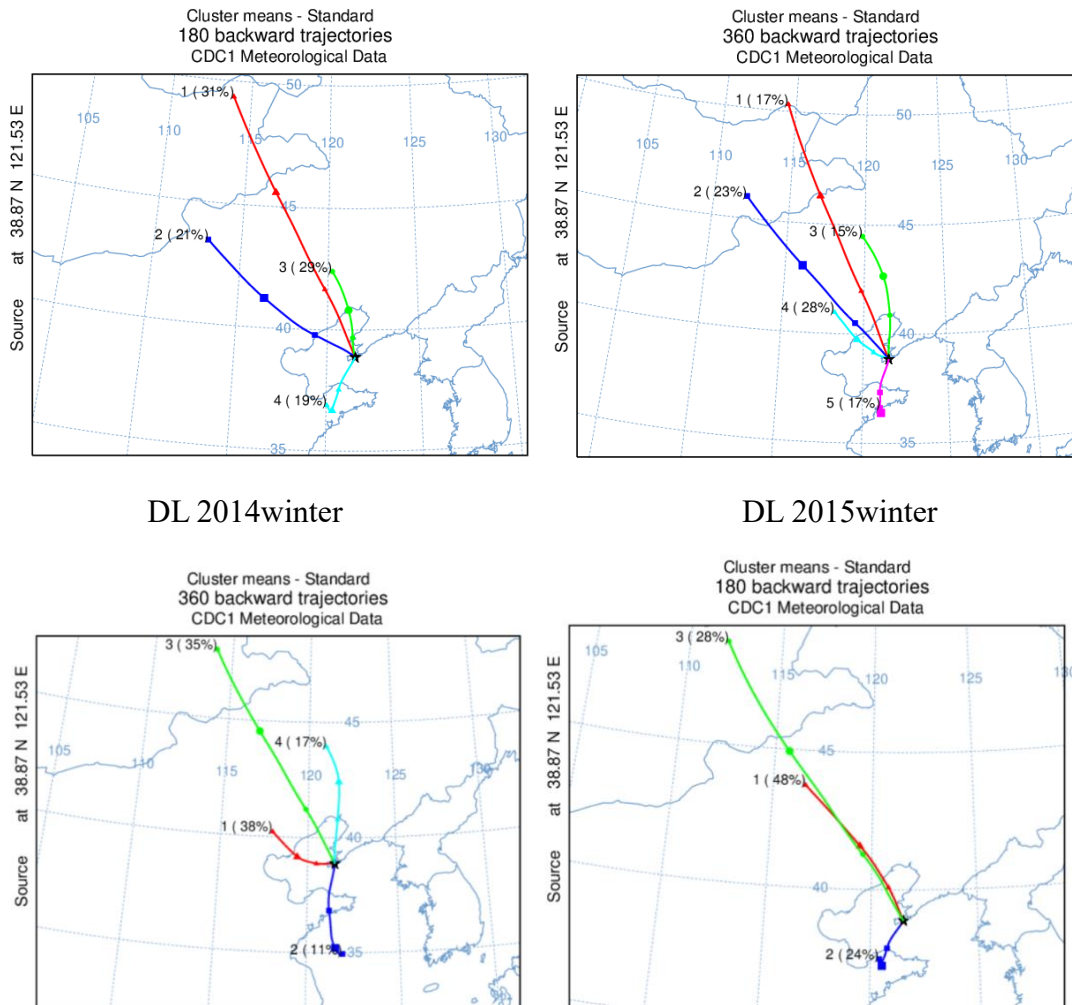 Cluster means - Standard
180 backward trajectories
CDC1 Meteorological Data
Source at 38.87 N 121.53 E
1 ( 31%)
50
105
110
115
120
125
130
2 ( 21%)
45
3 ( 29%)
40
4 ( 19%)
35
DL 2014winter
Cluster means - Standard
360 backward trajectories
CDC1 Meteorological Data
Source at 38.87 N 121.53 E
1 ( 17%)
50
105
110
115
120
125
130
2 ( 23%)
45
3 ( 15%)
4 ( 28%)
40
5 ( 17%)
35
DL 2015winter
Cluster means - Standard
360 backward trajectories
CDC1 Meteorological Data
Source at 38.87 N 121.53 E
3 ( 35%)
45
4 ( 17%)
105
110
115
120
125
130
1 ( 38%)
40
2 ( 11%)
35
Cluster means - Standard
180 backward trajectories
CDC1 Meteorological Data
Source at 38.87 N 121.53 E
3 ( 28%)
105
110
115
120
125
130
45
1 ( 48%)
40
2 ( 24%)